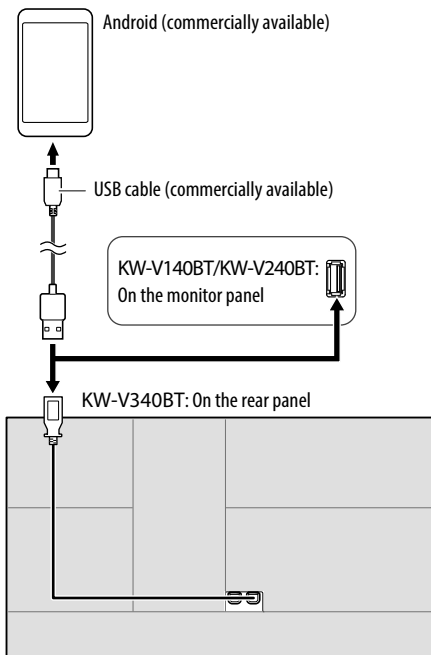 Android (commercially available)
USB cable (commercially available)
KW-V140BT/KW-V240BT:
On the monitor panel
KW-V340BT: On the rear panel